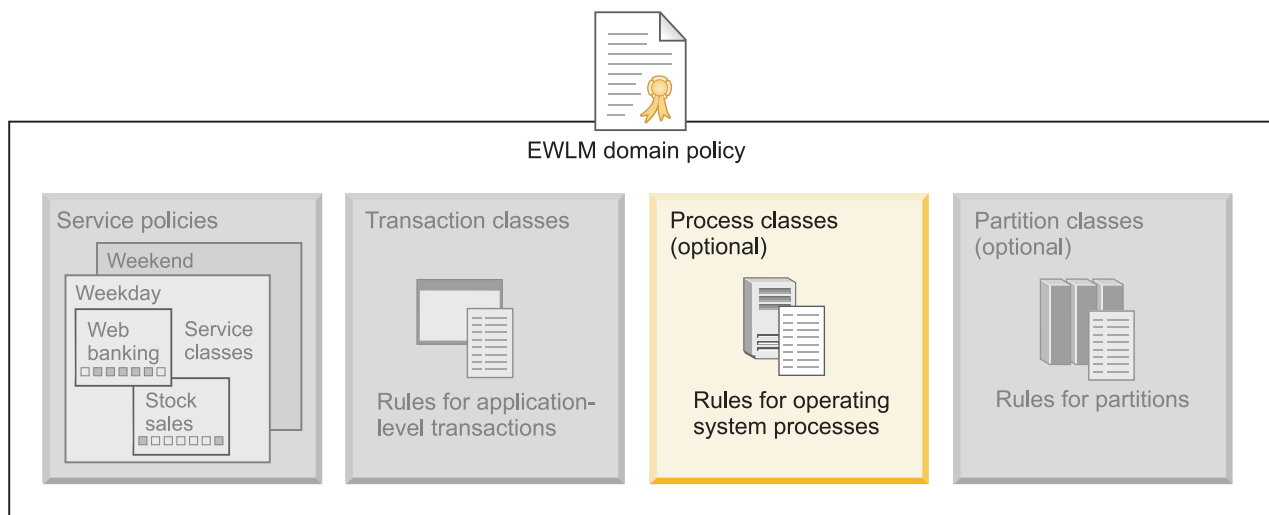 EWLM domain policy
Service policies
Weekend
Weekday
Web
banking
Service
classes
Stock
sales
Transaction classes
Rules for application-
level transactions
Process classes
(optional)
Rules for operating
system processes
Partition classes
(optional)
Rules for partitions